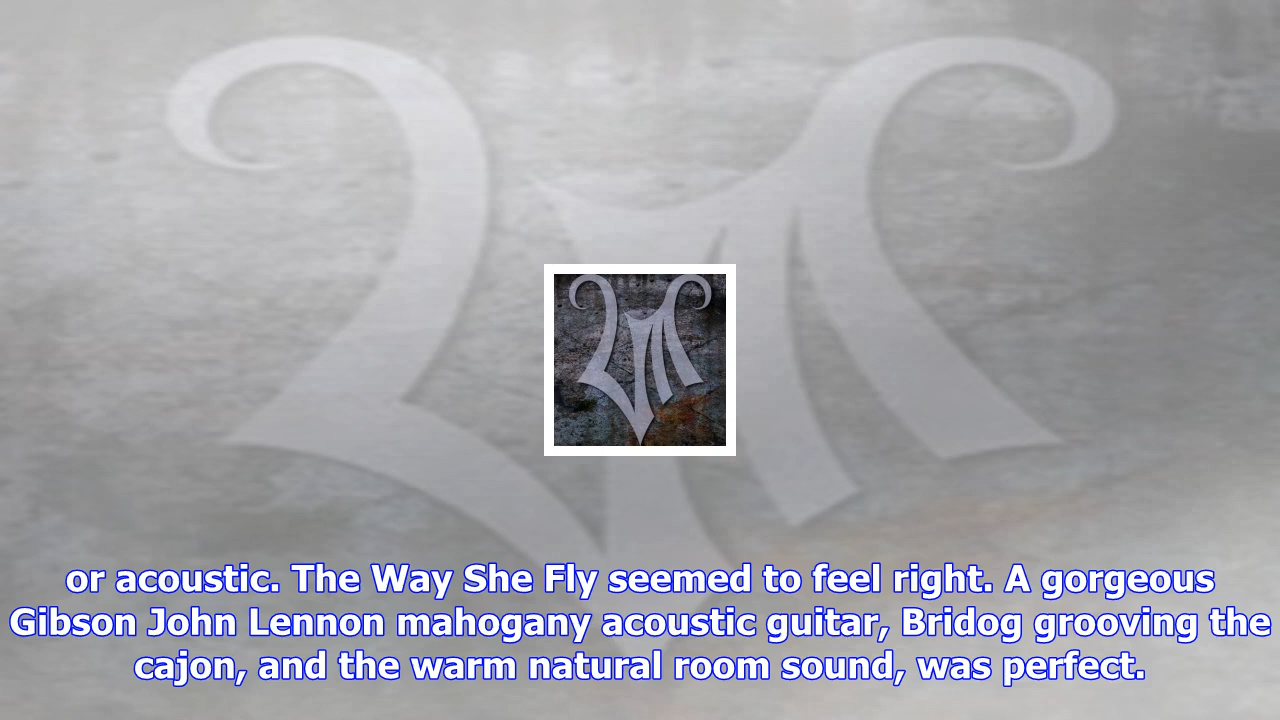 or acoustic. The Way She Fly seemed to feel right. A gorgeous
Gibson John Lennon mahogany acoustic guitar, Bridog grooving the
cajon, and the warm natural room sound, was perfect.